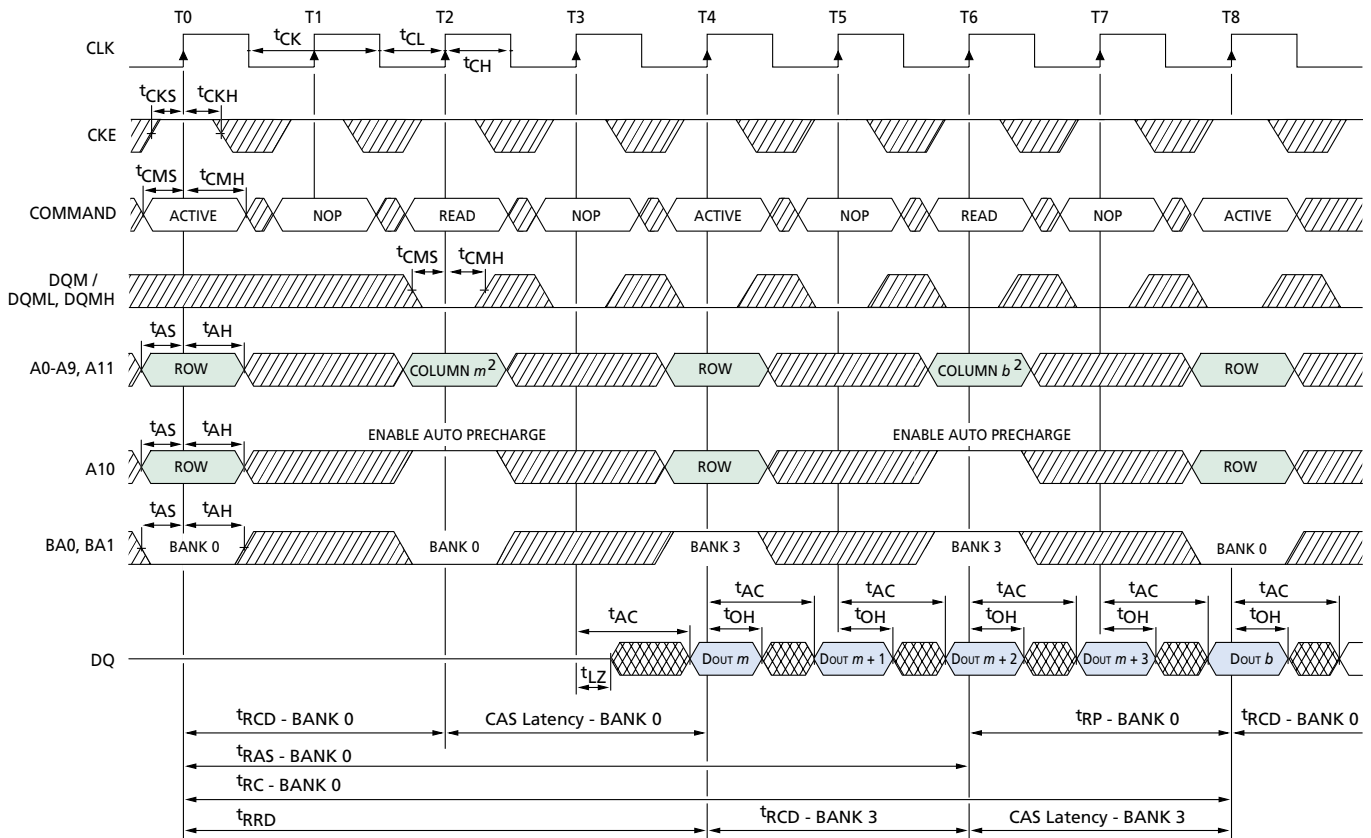 T0 T1 T2 T3 T4 T5 T6 T7 T8
CLK
tCK tCL
tCH
tCKS tCKH
CKE
tCMS tCMH
COMMAND ACTIVE NOP READ NOP ACTIVE NOP READ NOP ACTIVE
tCMS tCMH
DQM /
DQML, DQMH
tAS tAH
A0-A9, A11 ROW COLUMN m2 ROW COLUMN b2 ROW
ENABLE AUTO PRECHARGE ENABLE AUTO PRECHARGE
tAS tAH
A10 ROW ROW ROW
tAS tAH
BA0, BA1 BANK 0 BANK 0 BANK 3 BANK 3 BANK 0
tAC tAC tAC tAC tAC tAC
tOH tOH tOH tOH tOH
DQ DOUT m DOUT m + 1 DOUT m + 2 DOUT m + 3 DOUT b
tLZ
tRCD - BANK 0 CAS Latency - BANK 0 tRP - BANK 0 tRCD - BANK 0
tRAS - BANK 0
tRC - BANK 0
tRRD tRCD - BANK 3 CAS Latency - BANK 3